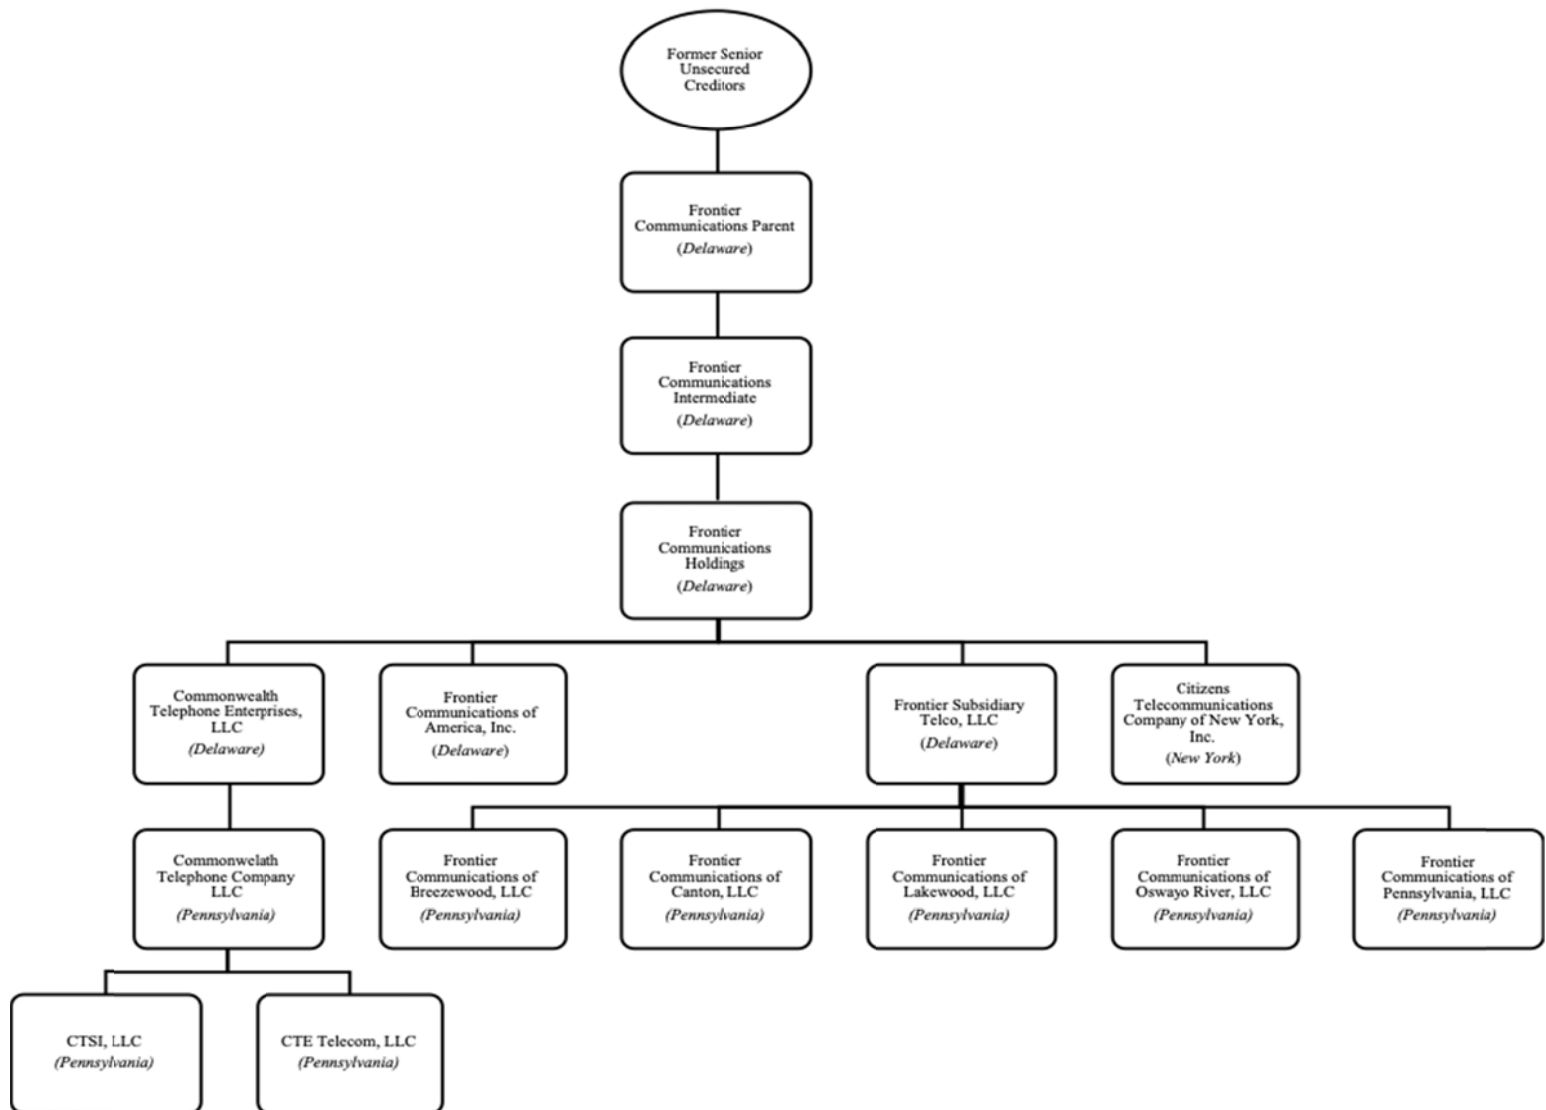 Former Senior
Unsecured
Creditors
Frontier
Communications Parent
(Delaware)
Frontier
Communications
Intermediate
(Delaware)
Frontier
Communications
Holdings
(Delaware)
Commonwealth
Telephone Enterprises,
LLC
(Delaware)
Frontier
Communications of
America, Inc.
(Delaware)
Frontier Subsidiary
Telco, LLC
(Delaware)
Citizens
Telecommunications
Company of New York,
Inc.
(New York)
Commonwelath
Telephone Company
LLC
(Pennsylvania)
Frontier
Communications of
Breezewood, LLC
(Pennsylvania)
Frontier
Communications of
Canton, LLC
(Pennsylvania)
Frontier
Communications of
Lakewood, LLC
(Pennsylvania)
Frontier
Communications of
Oswayo River, LLC
(Pennsylvania)
Frontier
Communications of
Pennsylvania, LLC
(Pennsylvania)
CTSI, LLC
(Pennsylvania)
CTE Telecom, LLC
(Pennsylvania)